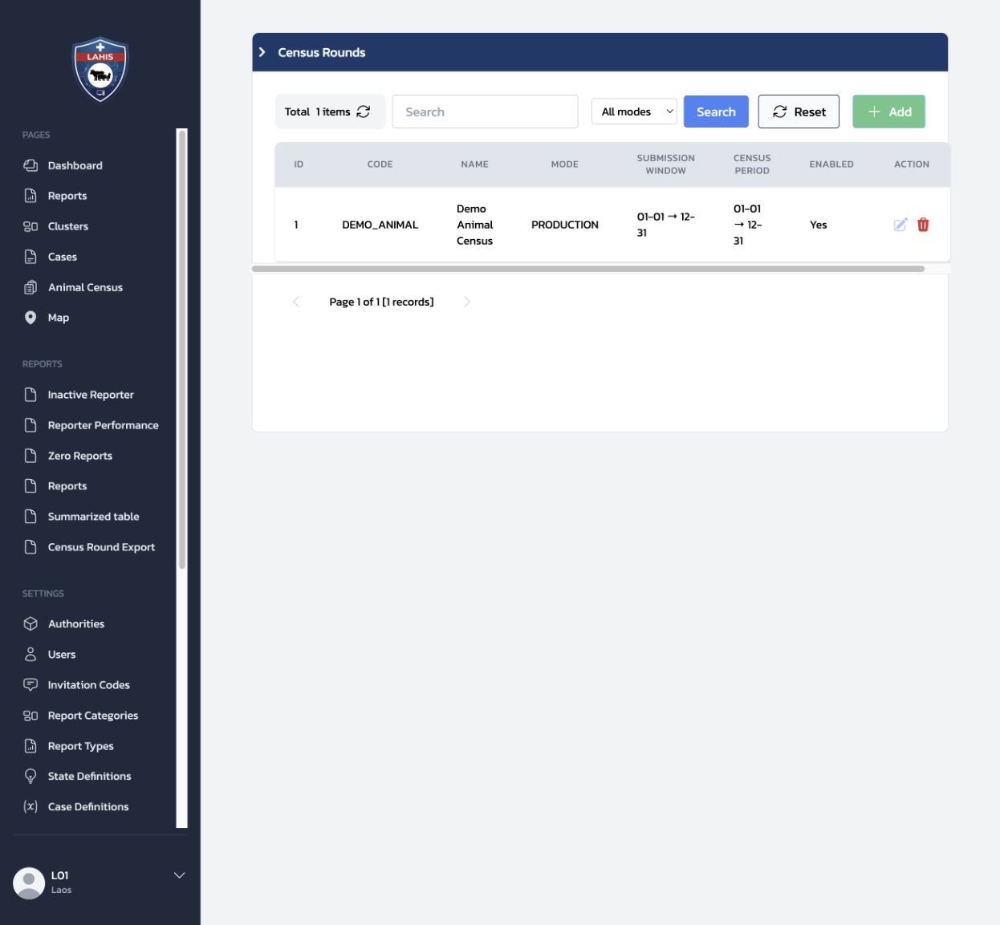 LAHIS
PAGES
Dashboard
Reports
Clusters
Cases
Animal Census
Map
REPORTS
Inactive Reporter
Reporter Performance
Zero Reports
Reports
Summarized table
Census Round Export
SETTINGS
Authorities
Users
Invitation Codes
Report Categories
Report Types
State Definitions
Case Definitions
L01
Laos
Census Rounds
Total 1 items
Search
All modes
Search
Reset
Add
ID CODE NAME MODE SUBMISSION WINDOW CENSUS PERIOD ENABLED ACTION
1
DEMO_ANIMAL
Demo
Animal
Census
PRODUCTION
01-01 → 12-
31
01-01
→ 12-
31
Yes
Page 1 of 1 [1 records]